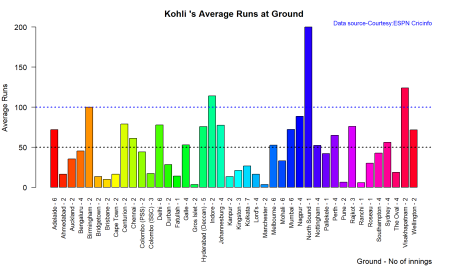 Kohli 's Average Runs at Ground
Data source-Courtesy:ESPN Cricinfo
Average Runs
200
150
100
50
0
Adelaide - 6
Ahmedabad - 2
Auckland - 2
Bengaluru - 4
Birmingham - 2
Bridgetown - 2
Brisbane - 2
Cape Town - 2
Centurion - 2
Chennai - 2
Colombo (PSS) - 2
Colombo (SSC) - 3
Delhi - 6
Durban - 2
Fatullah - 1
Galle - 4
Gros Islet - 2
Hyderabad (Deccan) - 5
Indore - 2
Johannesburg - 4
Kanpur - 2
Kingston - 3
Kolkata - 7
Lord's - 4
Manchester - 2
Melbourne - 6
Mohali - 6
Mumbai - 6
Nagpur - 4
North Sound - 1
Nottingham - 4
Pallekele - 1
Perth - 4
Pune - 2
Rajkot - 3
Ranchi - 1
Roseau - 1
Southampton - 4
Sydney - 4
The Oval - 4
Visakhapatnam - 2
Wellington - 2
Ground - No of innings